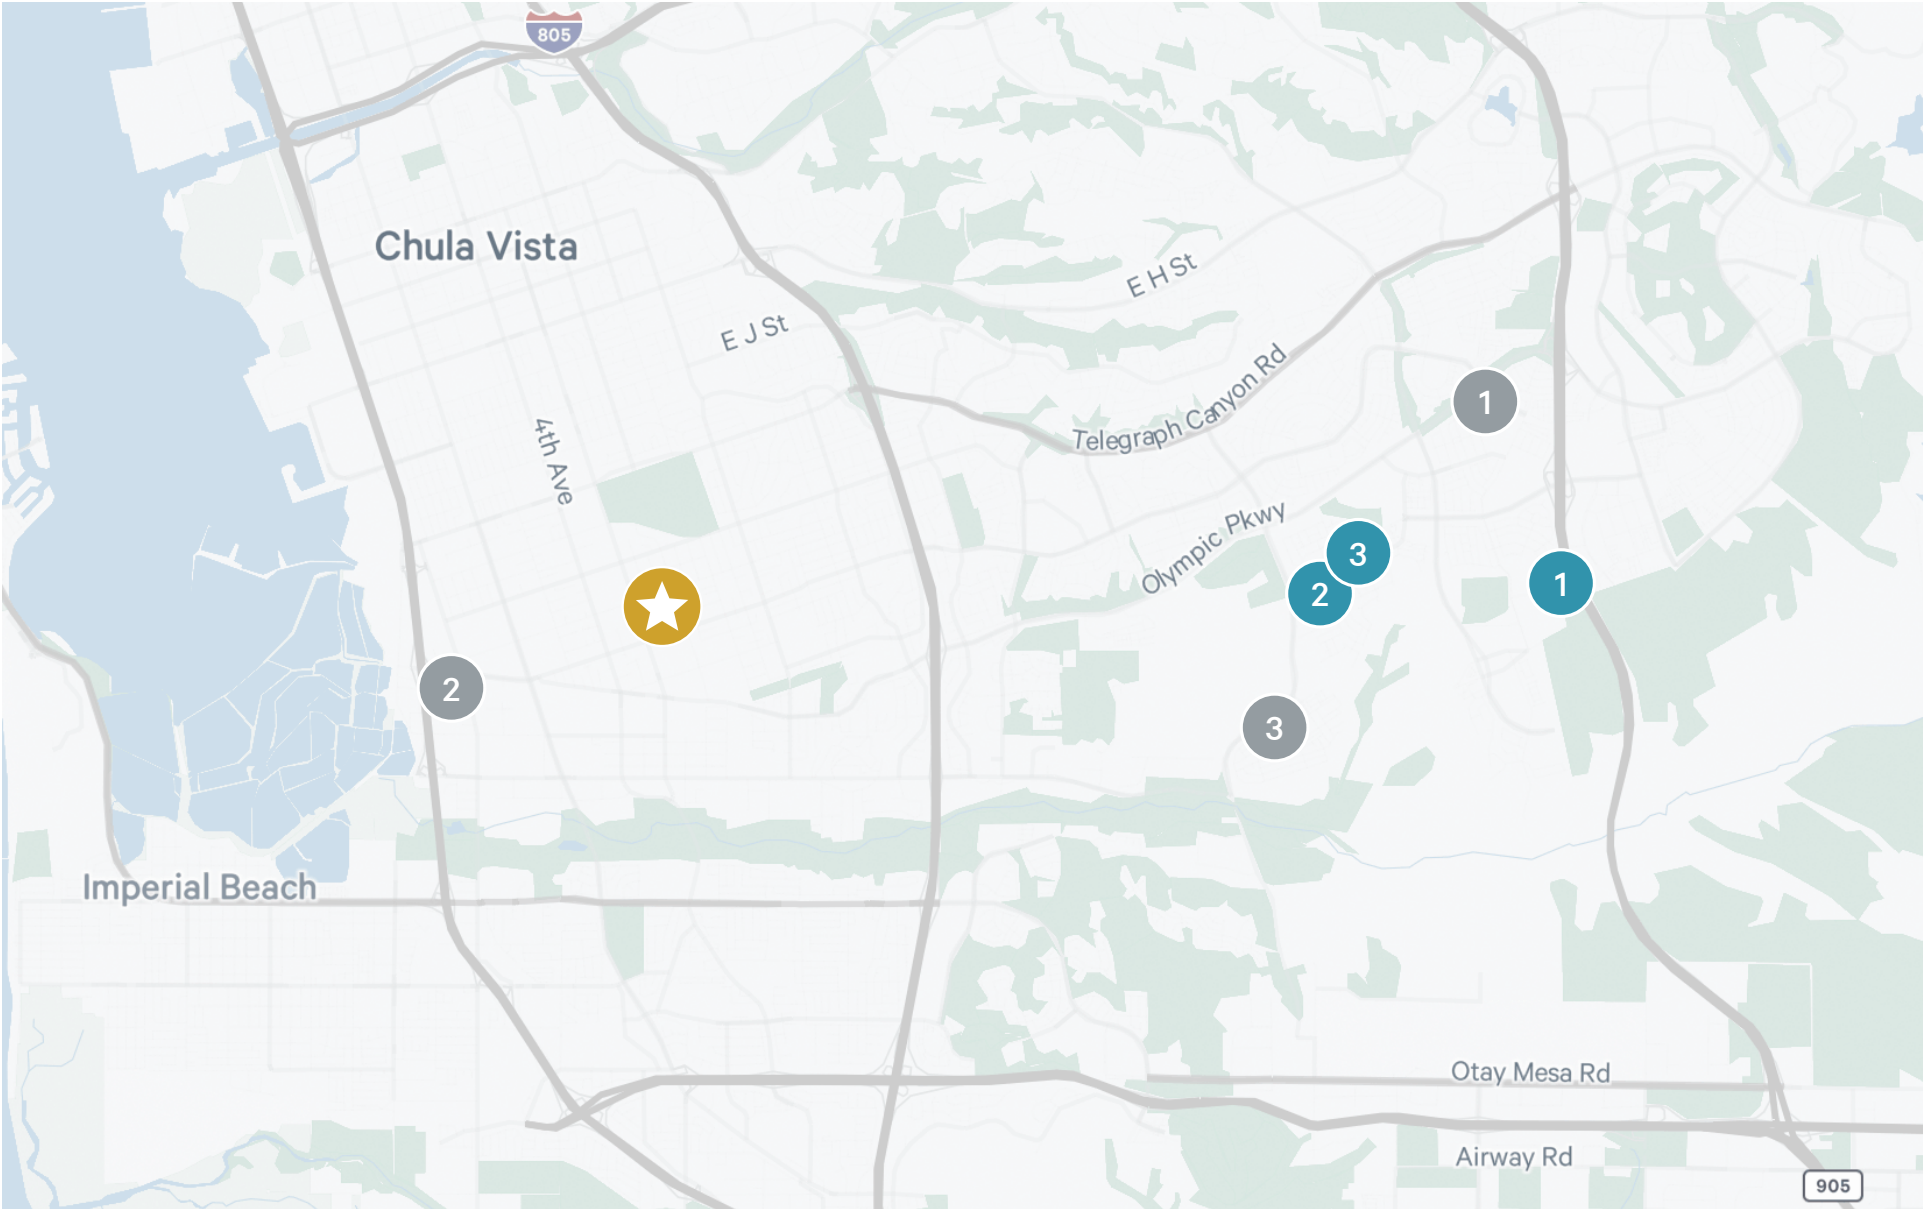 805
Chula Vista
E H St
E J St
Telegraph Canyon Rd
1
4th Ave
Olympic Pkwy
3
2
1
2
3
Imperial Beach
Otay Mesa Rd
Airway Rd
905